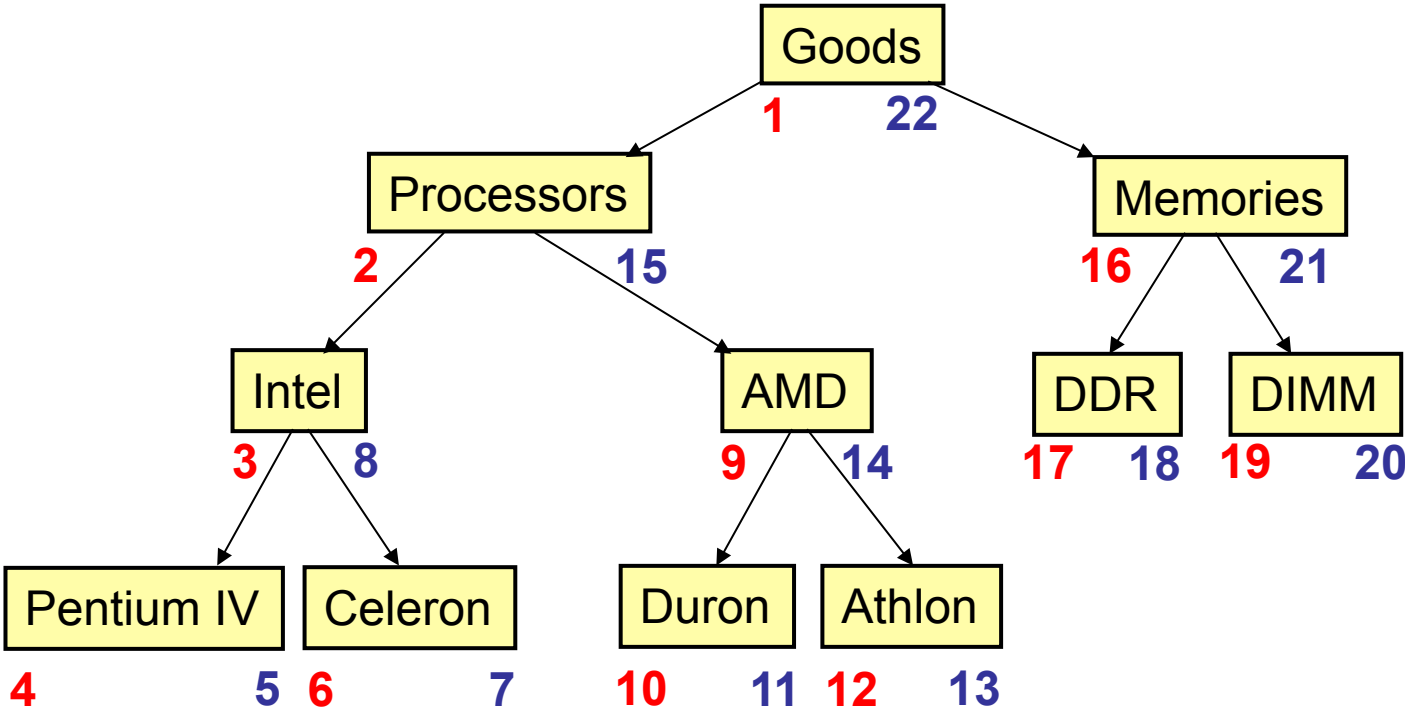 Goods
1 22
Processors Memories
2 15 16 21
Intel AMD DDR DIMM
3 8 9 14 17 18 19 20
Pentium IV Celeron Duron Athlon
4 5 6 7 10 11 12 13